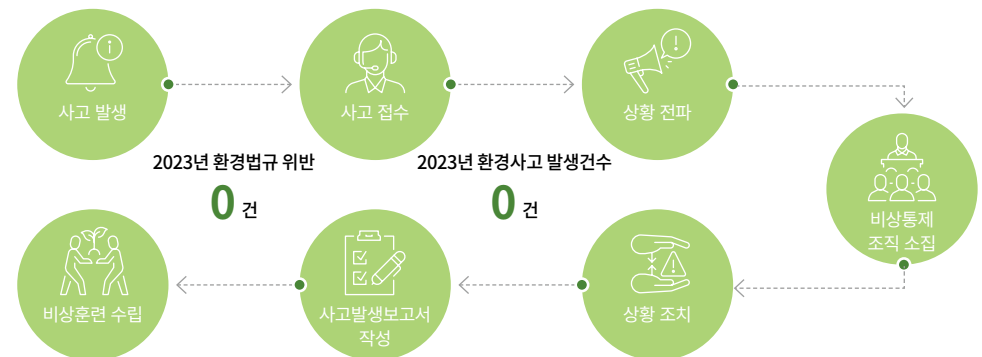 사고 발생
사고 접수
상황 전파
2023년 환경법규 위반
0 건
2023년 환경사고 발생건수
0 건
비상통제
조직 소집
상황 조치
사고발생보고서
작성
비상훈련 수립